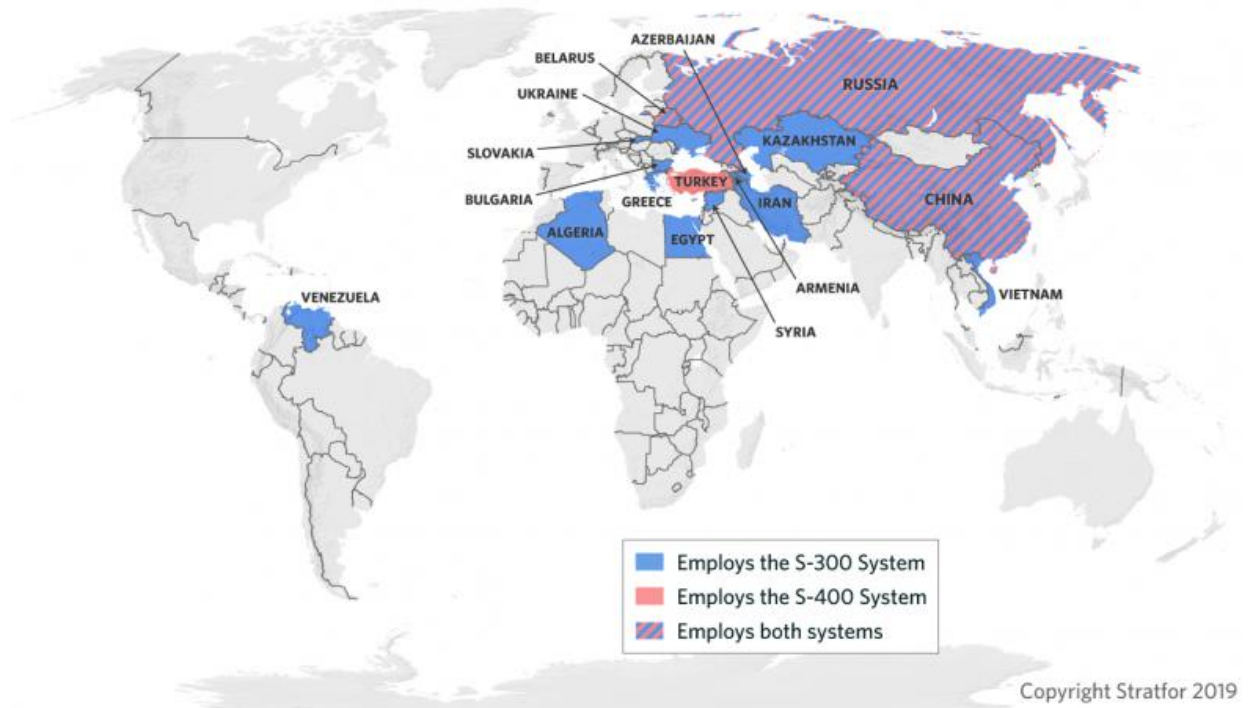 AZERBAIJAN
BELARUS
RUSSIA
UKRAINE
KAZAKHSTAN
SLOVAKIA
TURKEY
BULGARIA
GREECE
IRAN
CHINA
ALGERIA
EGYPT
ARMENIA
VENEZUELA
VIETNAM
SYRIA
Employs the S-300 System
Employs the S-400 System
Employs both systems
Copyright Stratfor 2019